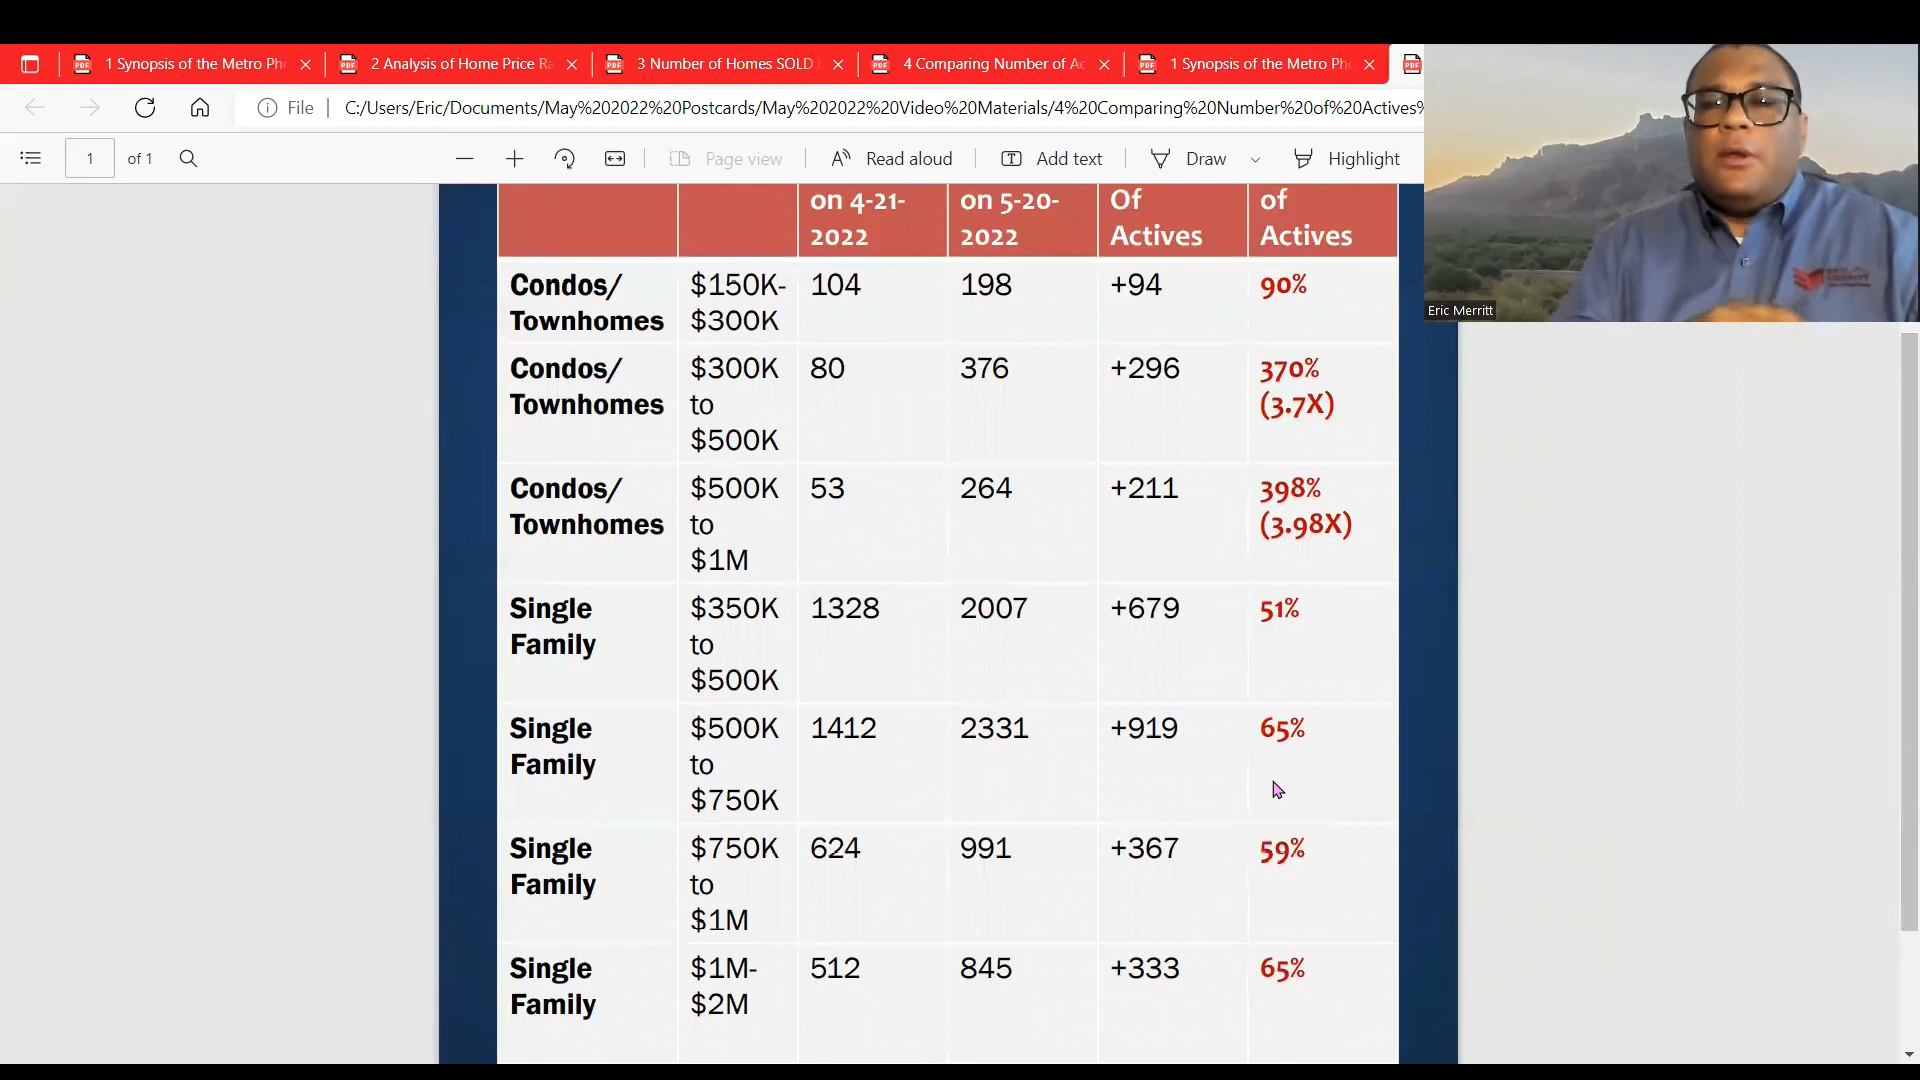 1 Synopsis of the Metro Ph
2 Analysis of Home Price Ra
3 Number of Homes SOLD
4 Comparing Number of Ac
1 Synopsis of the Metro Ph
File
C:/Users/Eric/Documents/May%202022%20Postcards/May%202022%20Video%20Materials/4%20Comparing%20Number%20of%20Actives%
1 of 1
Page view
Read aloud
Add text
Draw
Highlight
Eric Merritt
on 4-21-
2022
on 5-20-
2022
Of
Actives
of
Actives
Condos/
Townhomes
$150K-
$300K
104
198
+94
90%
Condos/
Townhomes
$300K
to
$500K
80
376
+296
370%
(3.7X)
Condos/
Townhomes
$500K
to
$1M
53
264
+211
398%
(3.98X)
Single
Family
$350K
to
$500K
1328
2007
+679
51%
Single
Family
$500K
to
$750K
1412
2331
+919
65%
Single
Family
$750K
to
$1M
624
991
+367
59%
Single
Family
$1M-
$2M
512
845
+333
65%